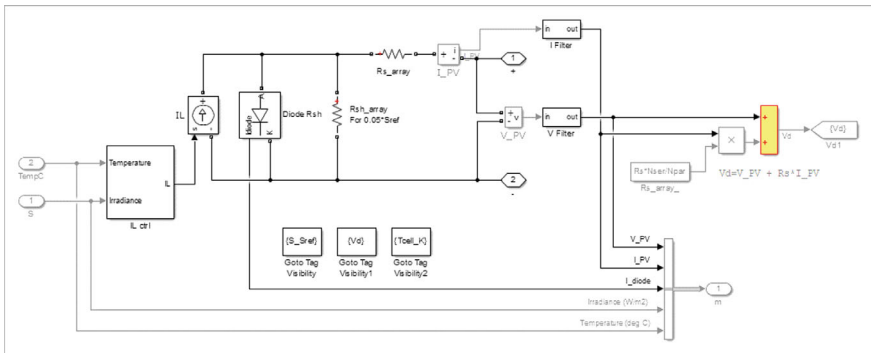 in out
I Filter
i
I_PV
+ -
I_PV
Rs_array
1
+
IL
+
s -
A
Idiode K
Diode Rsh
Rsh_array
For 0.05*Sref
+ v
-
V_PV
in out
V Filter
+
+
Vd
{Vd}
Vd1
×
Rs*Nser/Npar
Rs_array_
Vd=V_PV + Rs*I_PV
2
TempC
1
S
Temperature
Irradiance
IL
IL ctrl
2
-
{S_Sref}
Goto Tag
Visibility
{Vd}
Goto Tag
Visibility1
{Tcell_K}
Goto Tag
Visibility2
V_PV
I_PV
I_diode
Irradiance (W/m2)
Temperature (deg C)
1
m